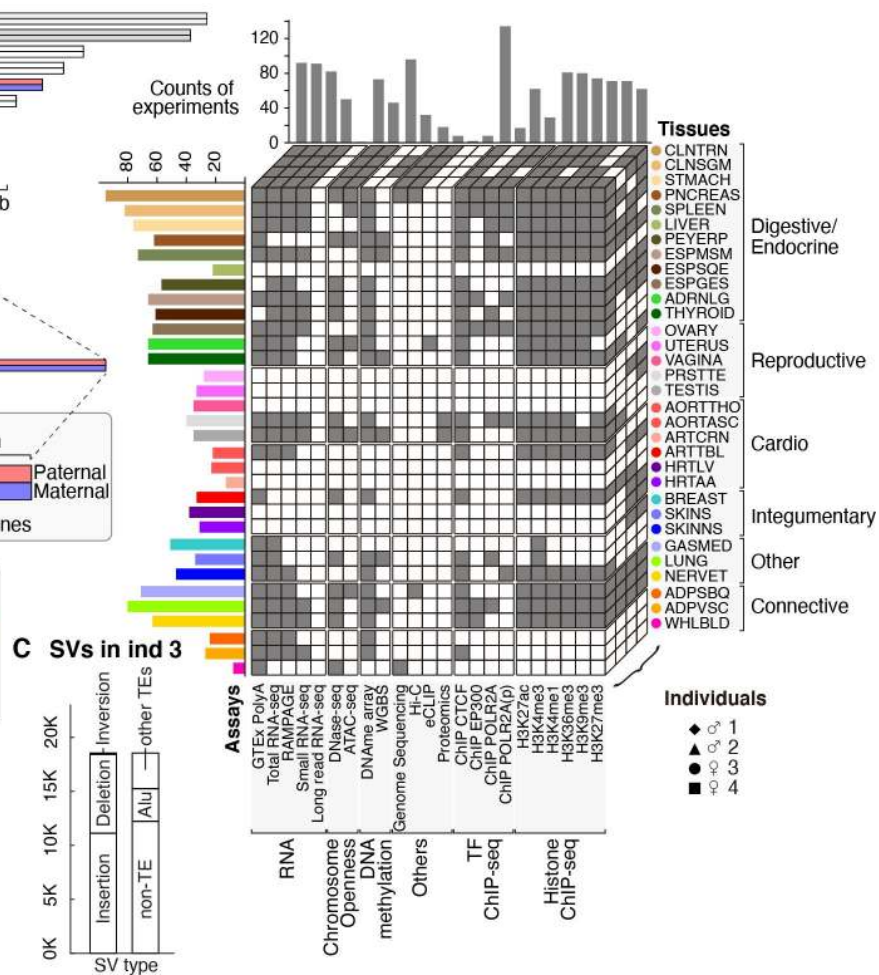 120
80
40
0
Counts of
experiments
80
60
40
20
Tissues
CLNTRN
CLNSGM
STMACH
PNCREAS
SPLEEN
LIVER
PEYERP
ESPMSM
ESPSQE
ESPGES
ADRNLG
THYROID
OVARY
UTERUS
VAGINA
PRSTTE
TESTIS
AORTTHO
AORTASC
ARTCRN
ARTTBL
HRTLV
HRTAA
BREAST
SKINS
SKINNS
GASMED
LUNG
NERVET
ADPSBQ
ADPVSC
WHLBLD
Digestive/
Endocrine
Reproductive
Cardio
Integumentary
Other
Connective
b
Paternal
Maternal
nes
Assays
GTEx PolyA
Total RNA-seq
RAMPAGE
Small RNA-seq
Long read RNA-seq
DNase-seq
ATAC-seq
DNAme array
WGBS
Genome Sequencing
Hi-C
eCLIP
Proteomics
ChIP CTCF
ChIP EP300
ChIP POLR2A
ChIP POLR2A(p)
H3K27ac
H3K4me3
H3K4me1
H3K36me3
H3K9me3
H3K27me3
RNA
Chromosome
Openness
DNA
methylation
Others
TF
ChIP-seq
Histone
ChIP-seq
Individuals
◆ ♂ 1
▲ ♂ 2
● ♀ 3
■ ♀ 4
C SVs in ind 3
20K
15K
10K
5K
0K
Inversion
Deletion
Insertion
other TEs
Alu
non-TE
SV type